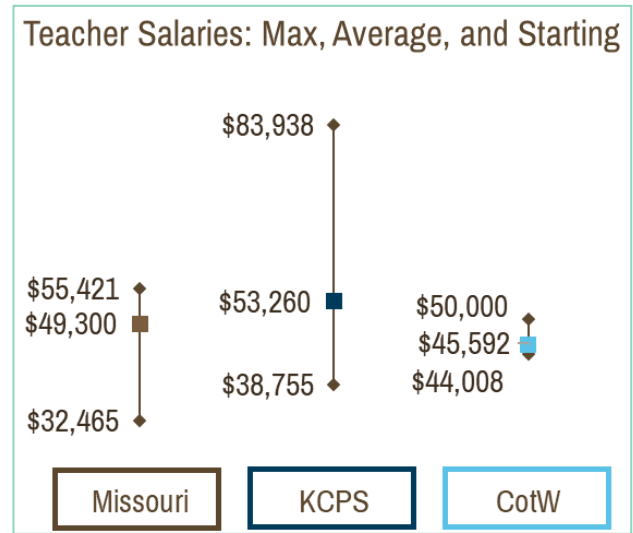 Teacher Salaries: Max, Average, and Starting
$83,938
$55,421
$49,300
$53,260
$50,000
$45,592
$32,465
$38,755
$44,008
Missouri
KCPS
CotW